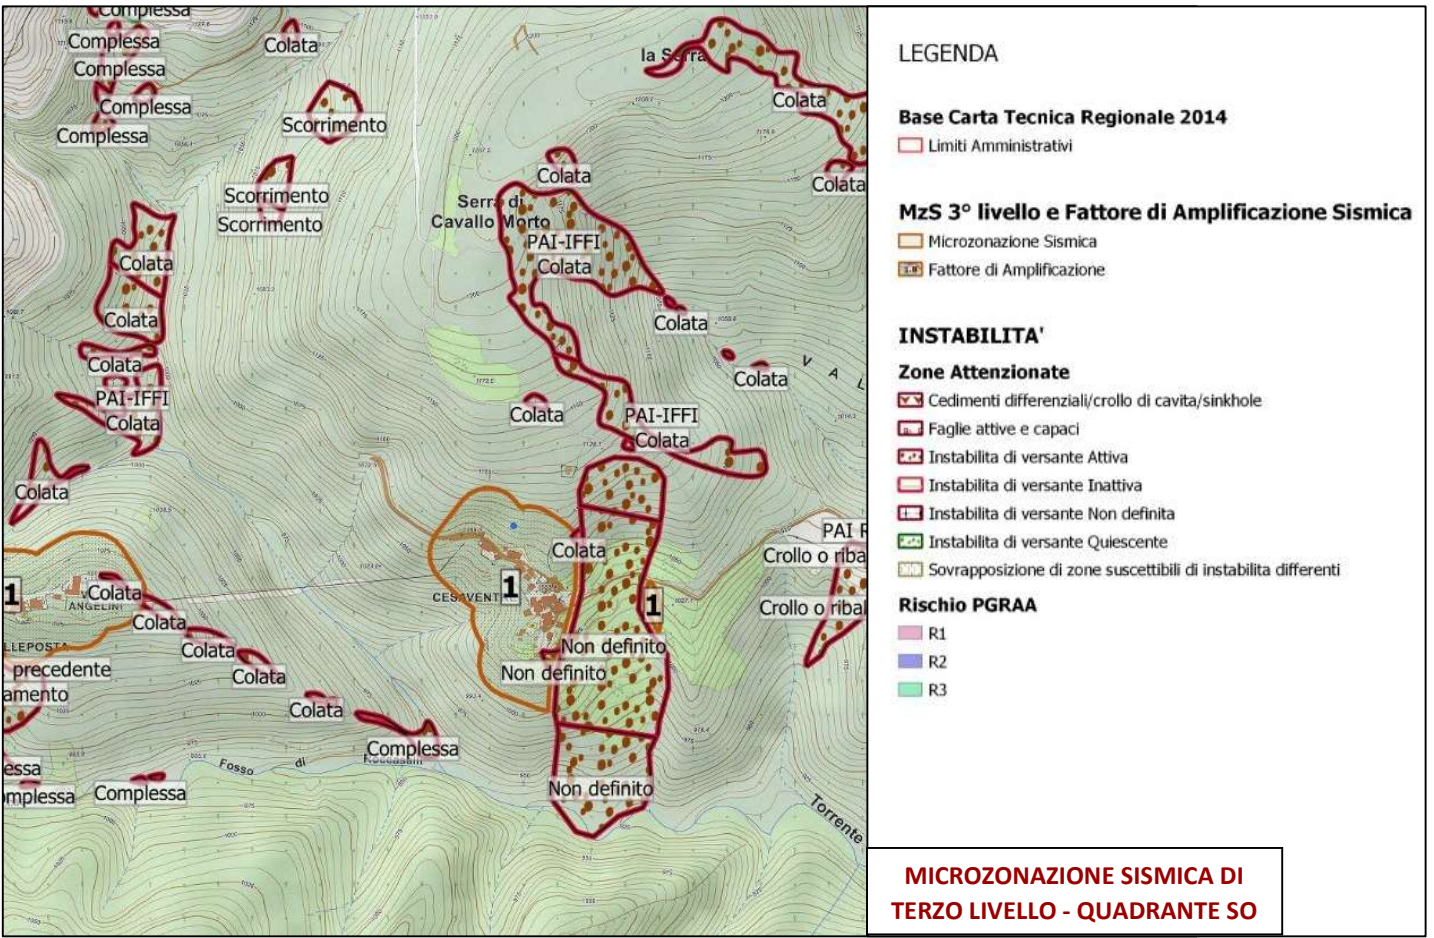 Complessa
Complessa
Colata
Complessa
Complessa
Complessa
Scorrimento
la Serra
Colata
Colata
Colata
Scorrimento
Scorrimento
Serra di
Cavallo Morto
PAI-IFFI
Colata
Colata
Colata
Colata
Colata
PAI-IFFI
Colata
Colata
V A L
Colata
PAI-IFFI
Colata
Colata
Colata
PAI R
Crollo o riba
Crollo o ribal
1
Colata
ANGELINI
CESAVENT
1
1
Colata
LLEPOSTA
Colata
precedente
amento
Colata
Colata
Non definito
Non definito
Complessa
essa
mplessa
Complessa
Fosso di
Non definito
Torrente
LEGENDA
Base Carta Tecnica Regionale 2014
Limiti Amministrativi
MzS 3° livello e Fattore di Amplificazione Sismica
Microzonazione Sismica
Fattore di Amplificazione
INSTABILITA'
Zone Attenzionate
Cedimenti differenziali/crollo di cavita/sinkhole
Faglie attive e capaci
Instabilita di versante Attiva
Instabilita di versante Inattiva
Instabilita di versante Non definita
Instabilita di versante Quiescente
Sovrapposizione di zone suscettibili di instabilita differenti
Rischio PGRAA
R1
R2
R3
MICROZONAZIONE SISMICA DI
TERZO LIVELLO - QUADRANTE SO